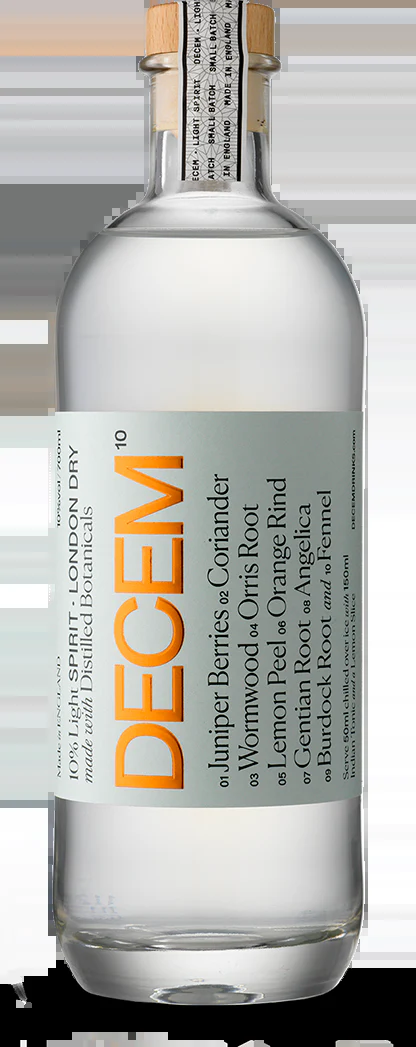 DECEM • LIGH
SMALL BATCH
MADE IN ENGLAND
ECEM • LIGHT SPIRIT
ATCH SMALL BATCH
IN ENGLAND
Made in ENGLAND 10%vol/700ml
10% Light SPIRIT - LONDON DRY
made with Distilled Botanicals
DECEM 10
01 Juniper Berries 02 Coriander
03 Wormwood 04 Orris Root
05 Lemon Peel 06 Orange Rind
07 Gentian Root 08 Angelica
09 Burdock Root and 10 Fennel
Serve 50ml chilled over ice with 150ml
Indian Tonic and a Lemon Slice DECEMDRINKS.com